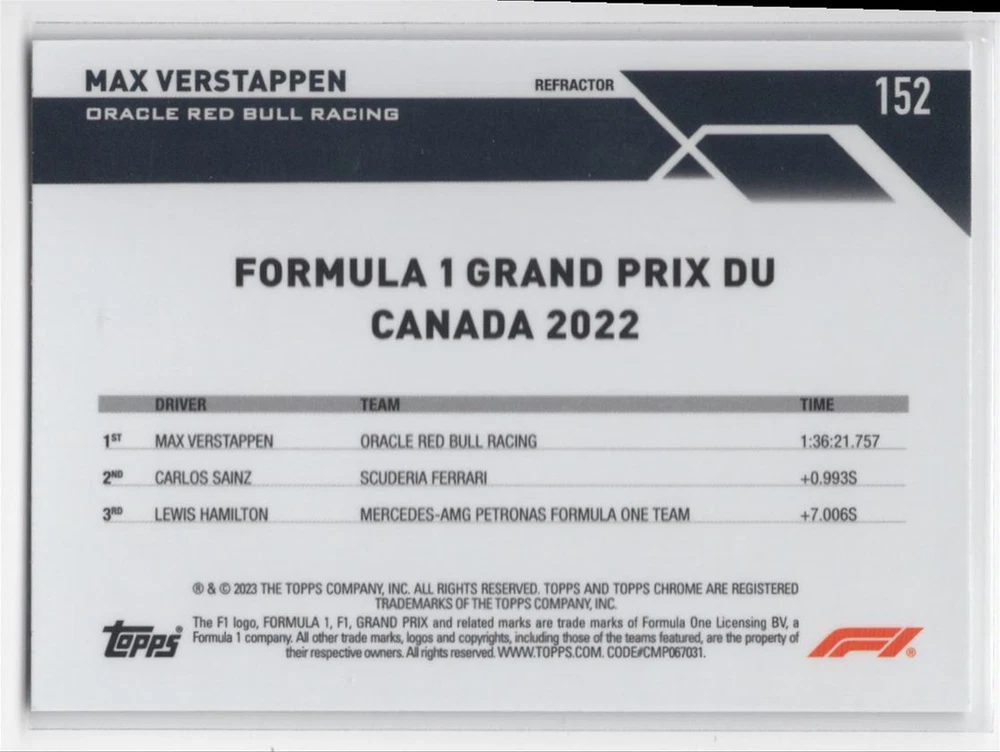 MAX VERSTAPPEN
REFRACTOR
152
ORACLE RED BULL RACING
FORMULA 1 GRAND PRIX DU
CANADA 2022
DRIVER TEAM TIME
1ST MAX VERSTAPPEN ORACLE RED BULL RACING 1:36:21.757
2ND CARLOS SAINZ SCUDERIA FERRARI +0.993S
3RD LEWIS HAMILTON MERCEDES-AMG PETRONAS FORMULA ONE TEAM +7.006S
® & © 2023 THE TOPPS COMPANY, INC. ALL RIGHTS RESERVED. TOPPS AND TOPPS CHROME ARE REGISTERED
TRADEMARKS OF THE TOPPS COMPANY, INC.
The F1 logo, FORMULA 1, F1, GRAND PRIX and related marks are trade marks of Formula One Licensing BV, a
Formula 1 company. All other trade marks, logos and copyrights, including those of the teams featured, are the property of
their respective owners. All rights reserved. WWW.TOPPS.COM. CODE#CMP067031.
Topps®
F1®